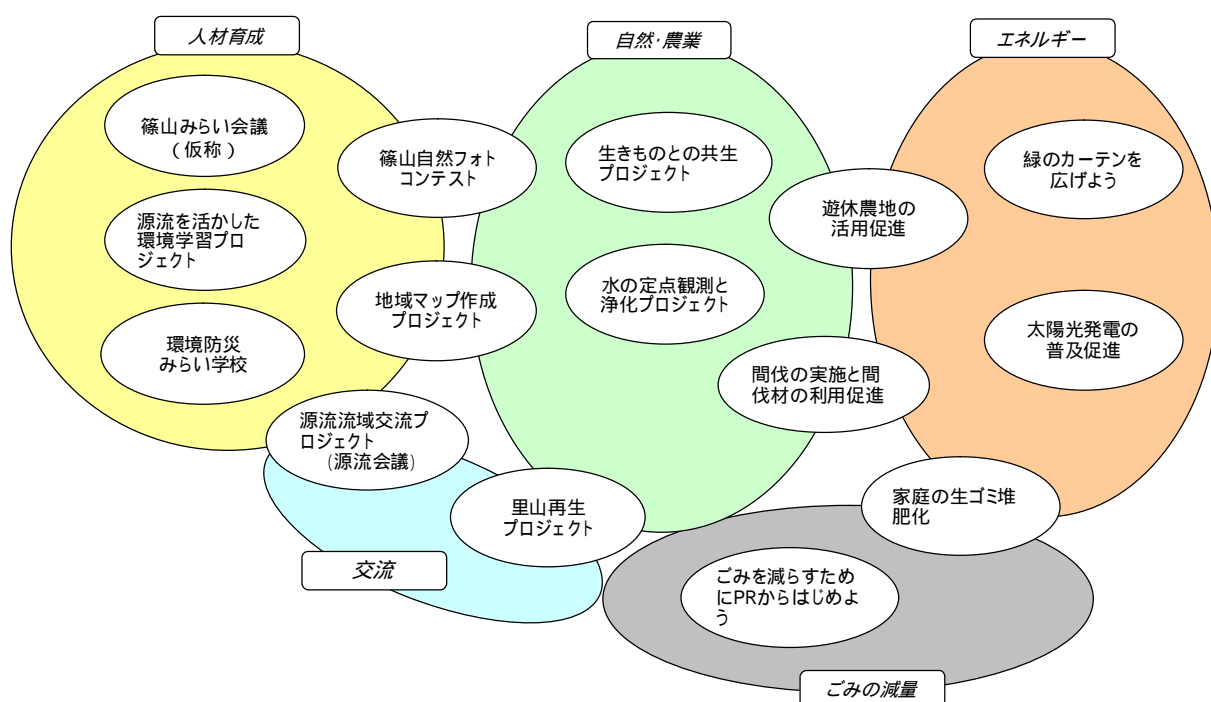 人材育成
自然・農業
エネルギー
篠山みらい会議
（仮称）
篠山自然フォト
コンテスト
生きものとの共生
プロジェクト
緑のカーテンを
広げよう
遊休農地の
活用促進
源流を活かした
環境学習プロ
ジェクト
地域マップ作成
プロジェクト
水の定点観測と
浄化プロジェクト
太陽光発電の
普及促進
環境防災
みらい学校
間伐の実施と間
伐材の利用促進
源流流域交流プ
ロジェクト
(源流会議)
里山再生
プロジェクト
家庭の生ゴミ堆
肥化
交流
ごみを減らすため
にPRからはじめよ
う
ごみの減量